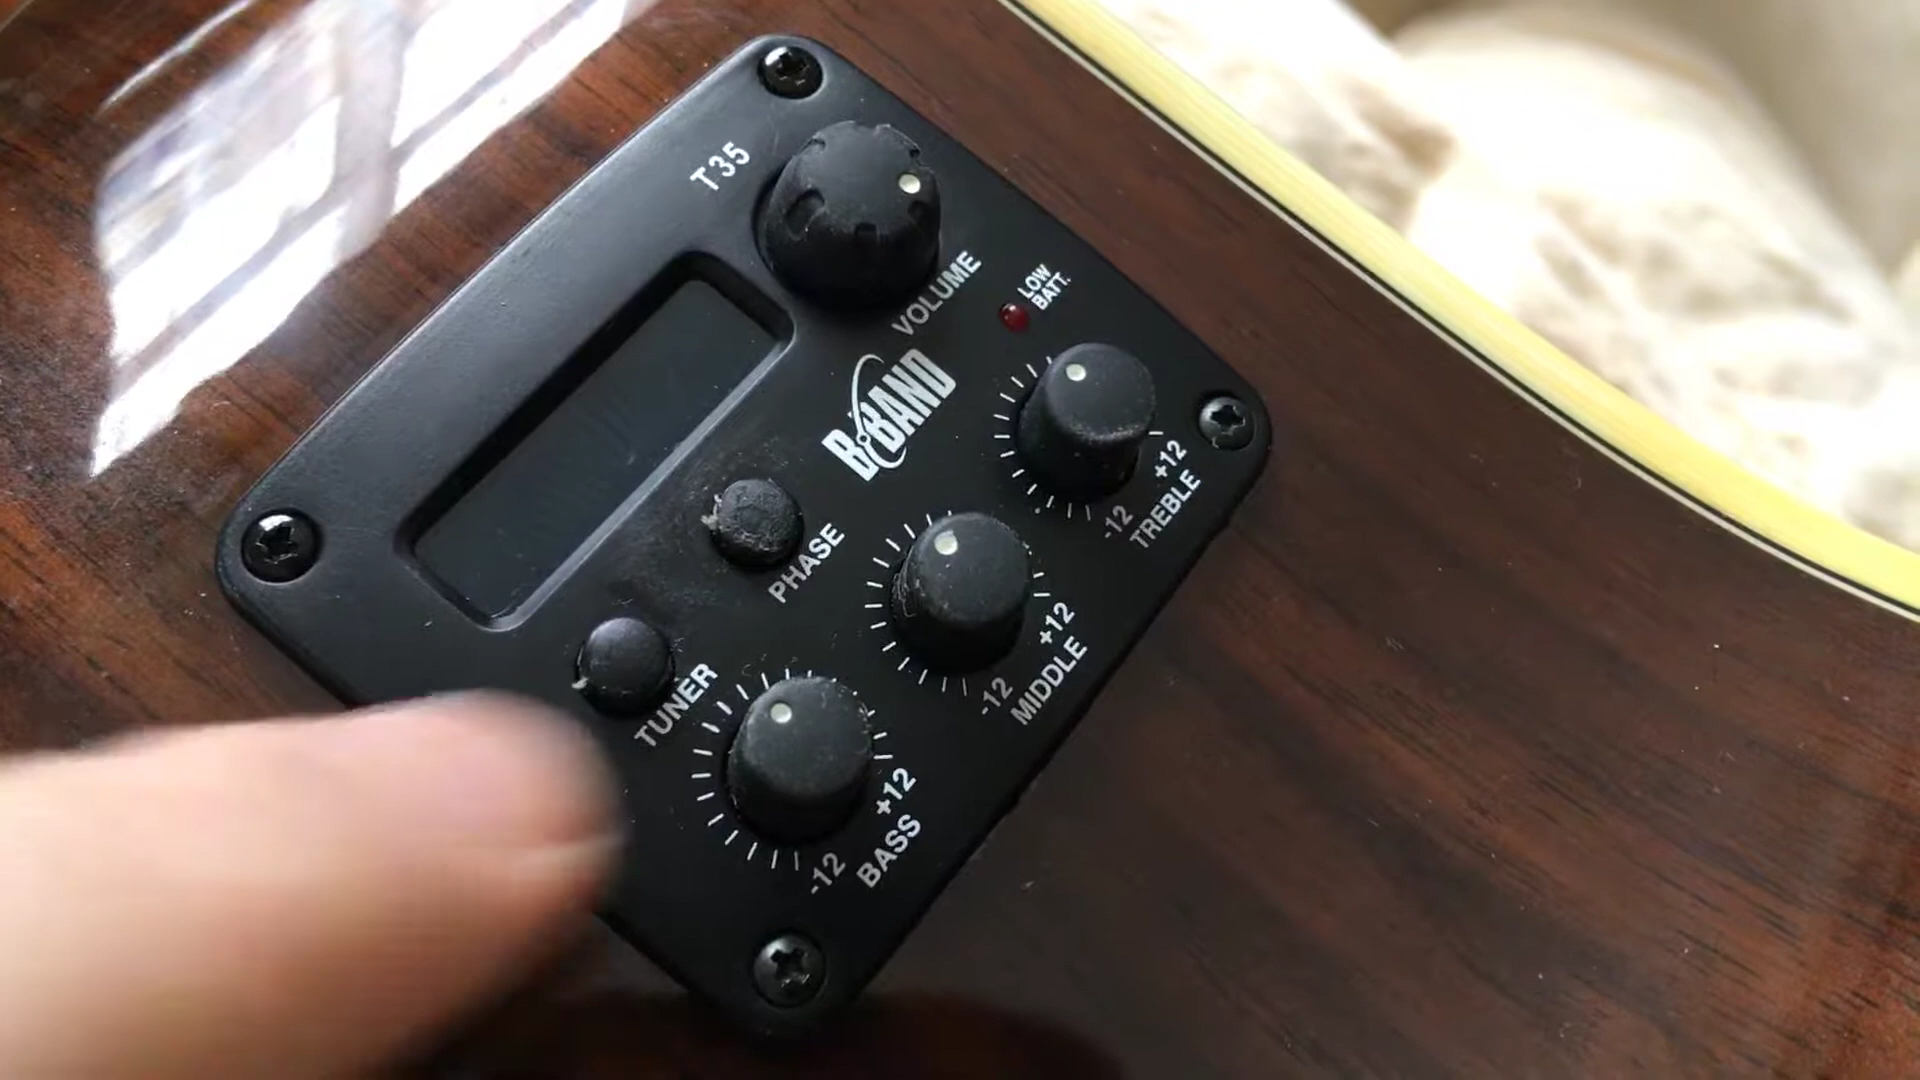 T35
VOLUME
LOW
BATT.
B·BAND
PHASE
TUNER
+12
-12
TREBLE
+12
-12
MIDDLE
+12
-12
BASS